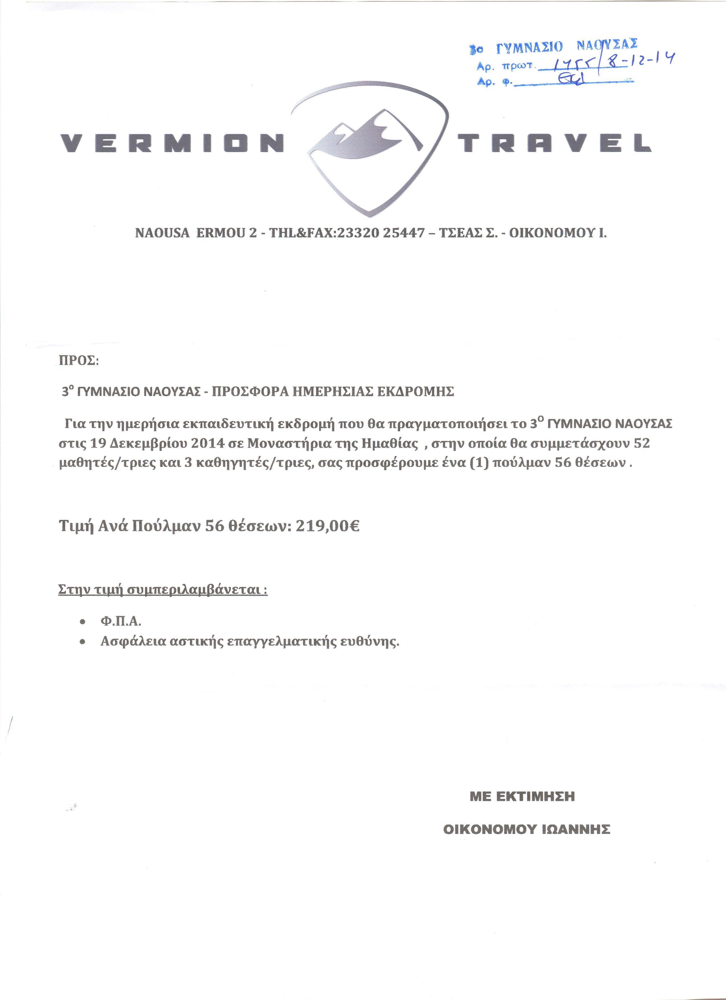 3ο ΓΥΜΝΑΣΙΟ ΝΑΟΥΣΑΣ
Αρ. πρωτ. 1455/8-12-14
Αρ. φ.
VERMION TRAVEL
NAOUSA ERMOU 2 - THL&FAX:23320 25447 – ΤΣΕΑΣ Σ. - ΟΙΚΟΝΟΜΟΥ Ι.
ΠΡΟΣ:
3º ΓΥΜΝΑΣΙΟ ΝΑΟΥΣΑΣ - ΠΡΟΣΦΟΡΑ ΗΜΕΡΗΣΙΑΣ ΕΚΔΡΟΜΗΣ
Για την ημερήσια εκπαιδευτική εκδρομή που θα πραγματοποιήσει το 3º ΓΥΜΝΑΣΙΟ ΝΑΟΥΣΑΣ
στις 19 Δεκεμβρίου 2014 σε Μοναστήρια της Ημαθίας , στην οποία θα συμμετάσχουν 52
μαθητές/τριες και 3 καθηγητές/τριες, σας προσφέρουμε ένα (1) πούλμαν 56 θέσεων .
Τιμή Ανά Πούλμαν 56 θέσεων: 219,00€
Στην τιμή συμπεριλαμβάνεται :
• Φ.Π.Α.
• Ασφάλεια αστικής επαγγελματικής ευθύνης.
ΜΕ ΕΚΤΙΜΗΣΗ
ΟΙΚΟΝΟΜΟΥ ΙΩΑΝΝΗΣ